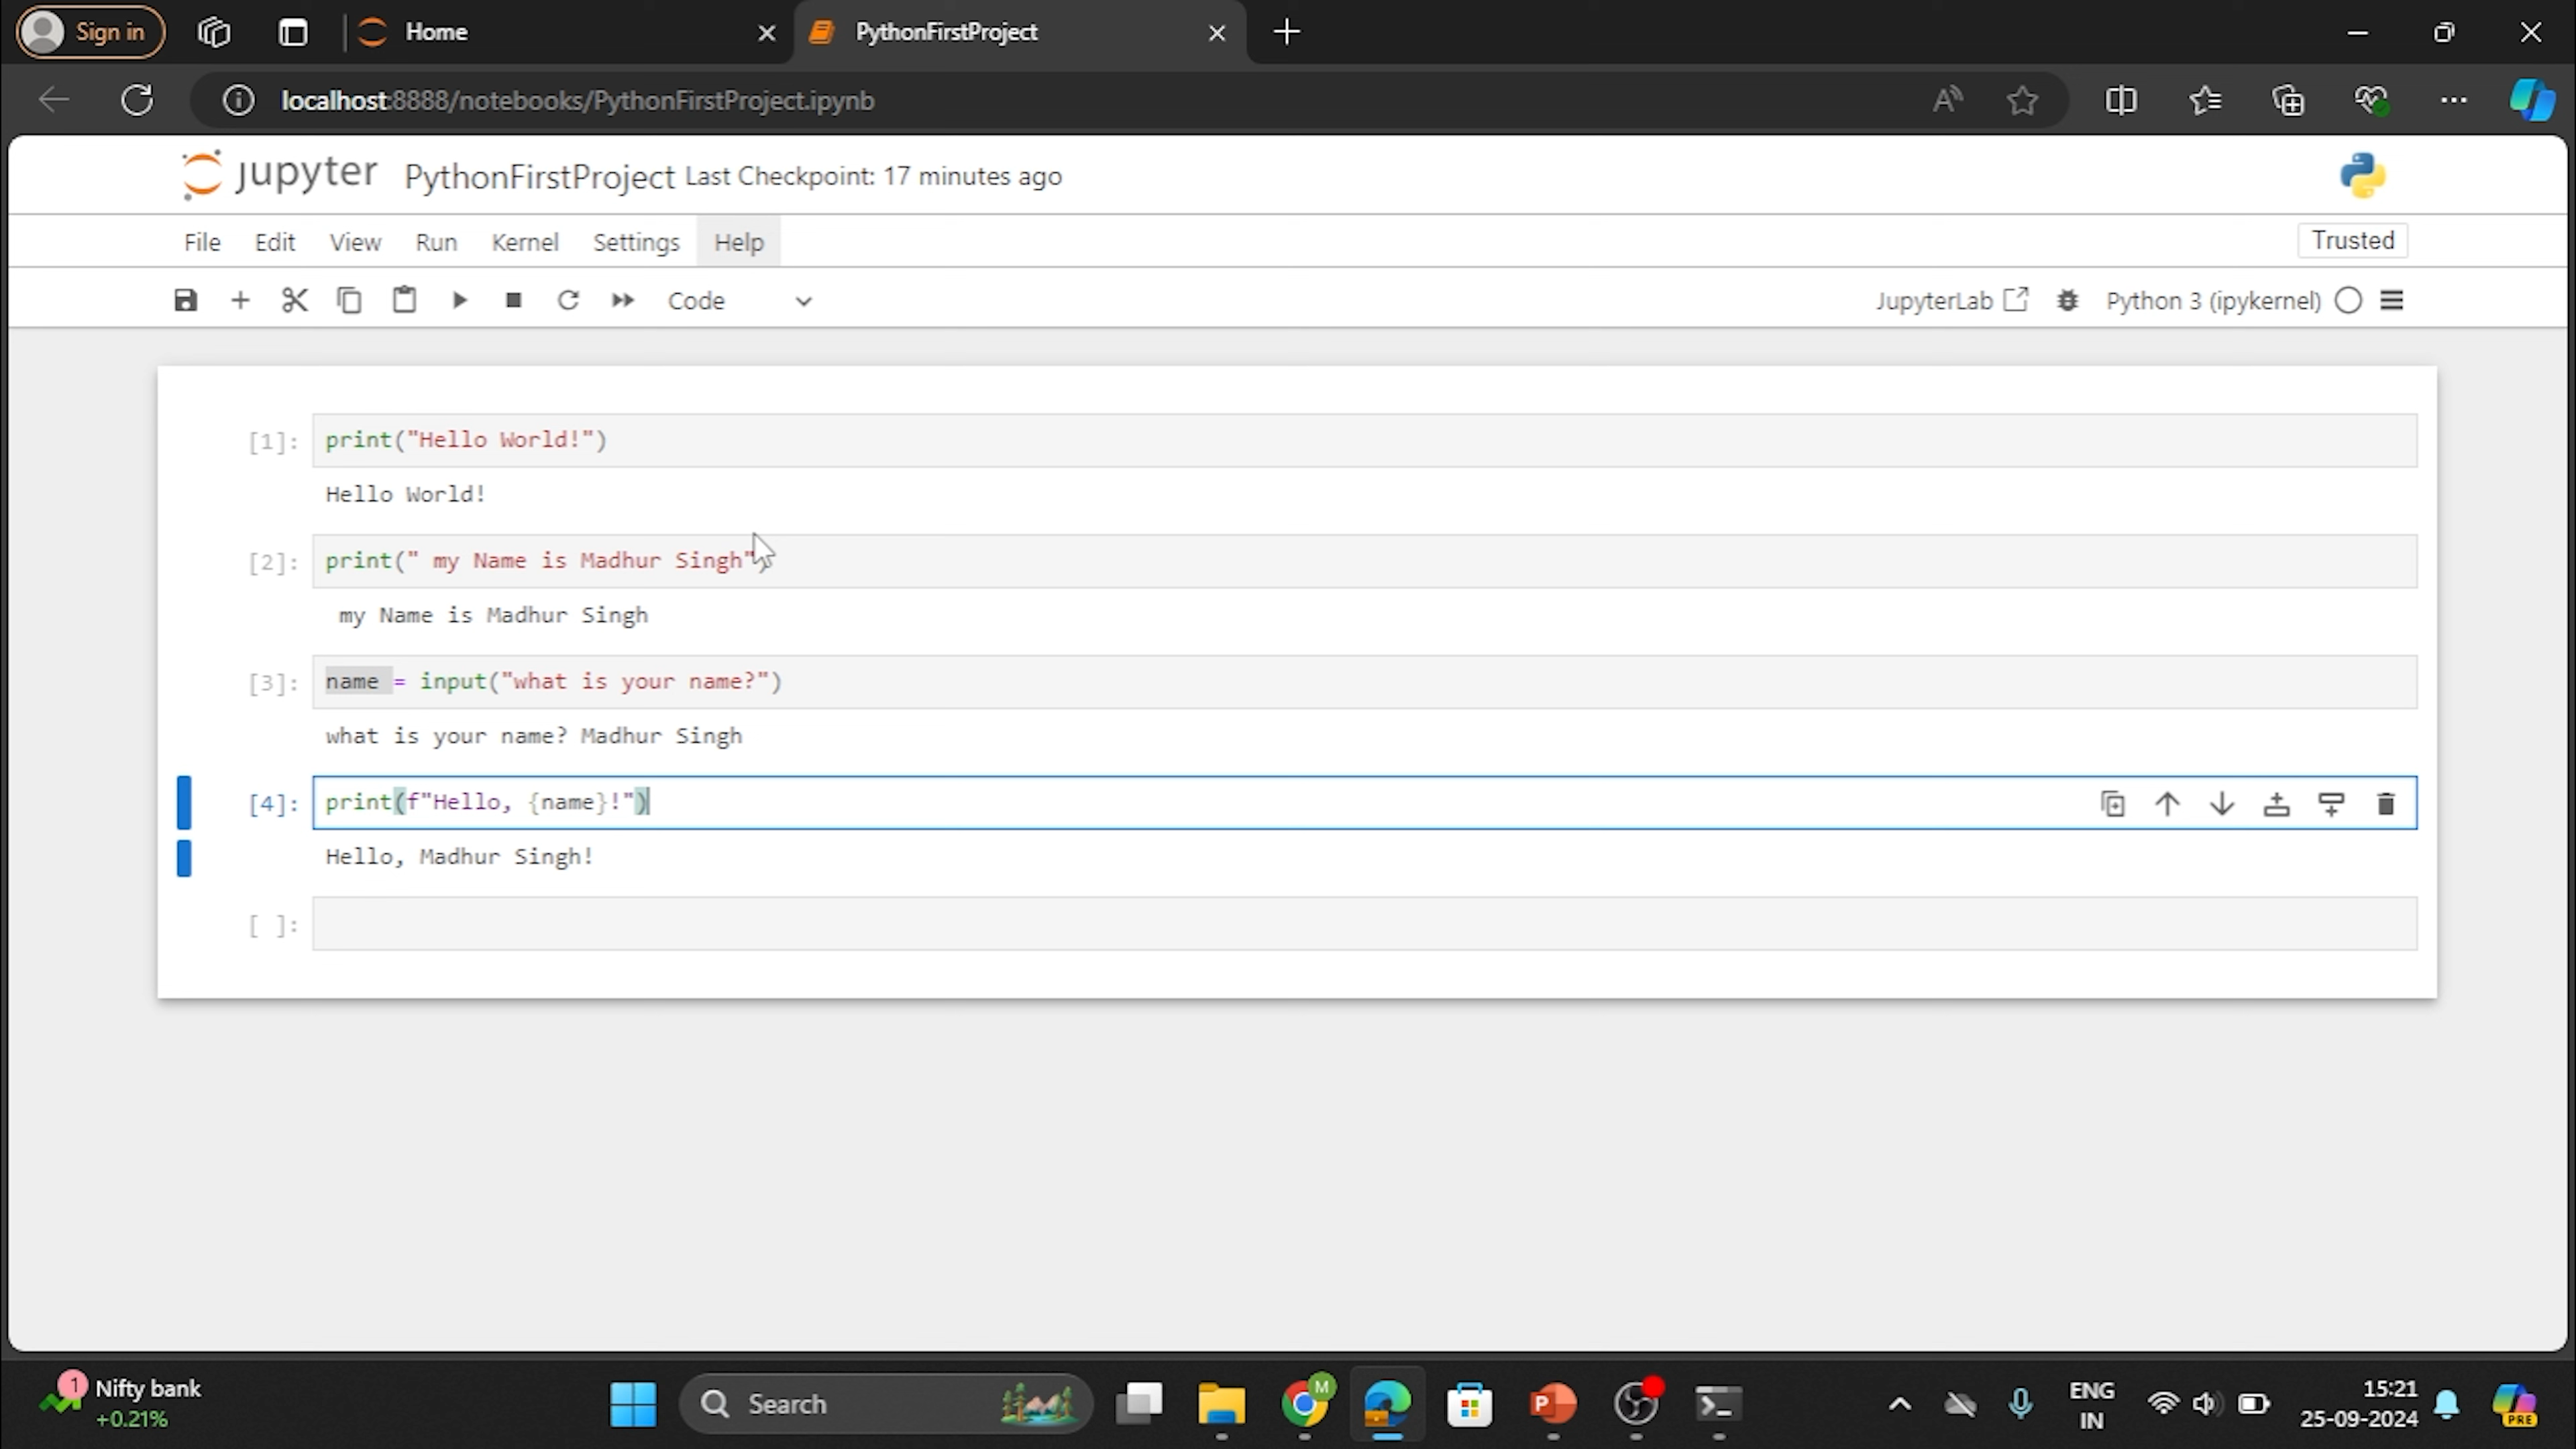 Sign in
Home
PythonFirstProject
localhost:8888/notebooks/PythonFirstProject.ipynb
jupyter PythonFirstProject Last Checkpoint: 17 minutes ago
File Edit View Run Kernel Settings Help
Trusted
Code
JupyterLab
Python 3 (ipykernel)
[1]: print("Hello World!")
Hello World!
[2]: print(" my Name is Madhur Singh")
my Name is Madhur Singh
[3]: name = input("what is your name?")
what is your name? Madhur Singh
[4]: print(f"Hello, {name}!")
Hello, Madhur Singh!
[ ]:
1
Nifty bank
+0.21%
Search
M
P
ENG
IN
15:21
25-09-2024
PRE